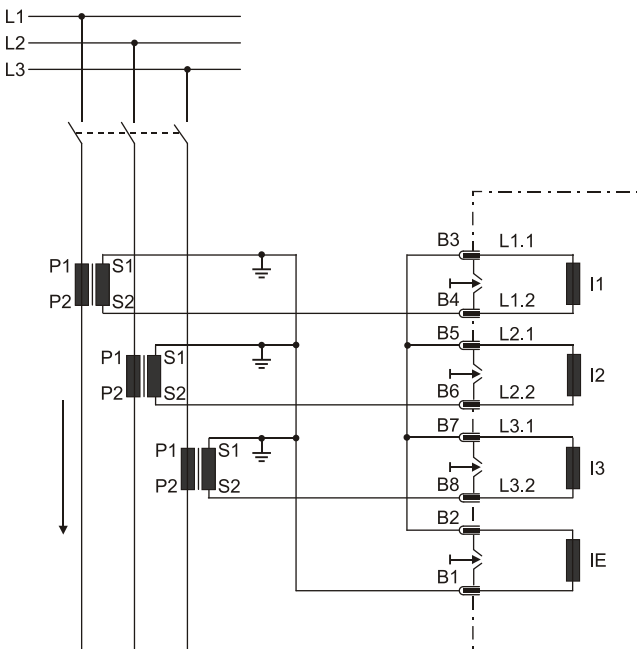 L1
L2
L3
B3 L1.1
P1 S1 I1
P2 S2 B4 L1.2
B5 L2.1
P1 S1 I2
P2 S2 B6 L2.2
B7 L3.1
P1 S1 I3
P2 S2 B8 L3.2
B2
IE
B1